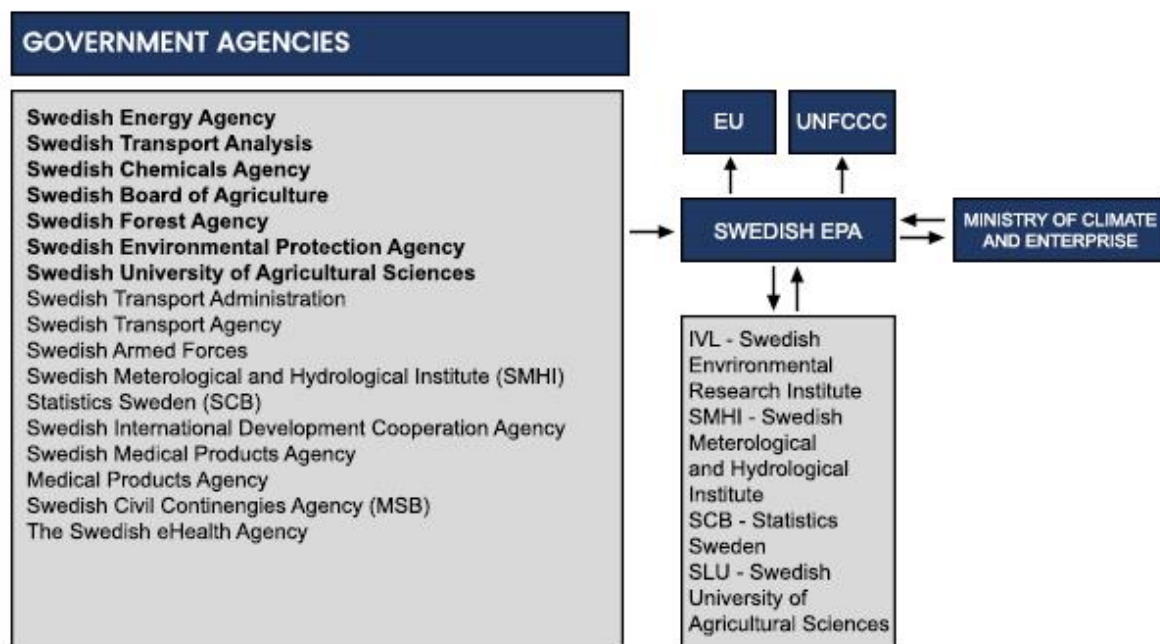 GOVERNMENT AGENCIES
Swedish Energy Agency
Swedish Transport Analysis
Swedish Chemicals Agency
Swedish Board of Agriculture
Swedish Forest Agency
Swedish Environmental Protection Agency
Swedish University of Agricultural Sciences
Swedish Transport Administration
Swedish Transport Agency
Swedish Armed Forces
Swedish Meterological and Hydrological Institute (SMHI)
Statistics Sweden (SCB)
Swedish International Development Cooperation Agency
Swedish Medical Products Agency
Medical Products Agency
Swedish Civil Continengies Agency (MSB)
The Swedish eHealth Agency
EU
UNFCCC
SWEDISH EPA
MINISTRY OF CLIMATE
AND ENTERPRISE
IVL - Swedish
Envrironmental
Research Institute
SMHI - Swedish
Meterological
and Hydrological
Institute
SCB - Statistics
Sweden
SLU - Swedish
University of
Agricultural Sciences